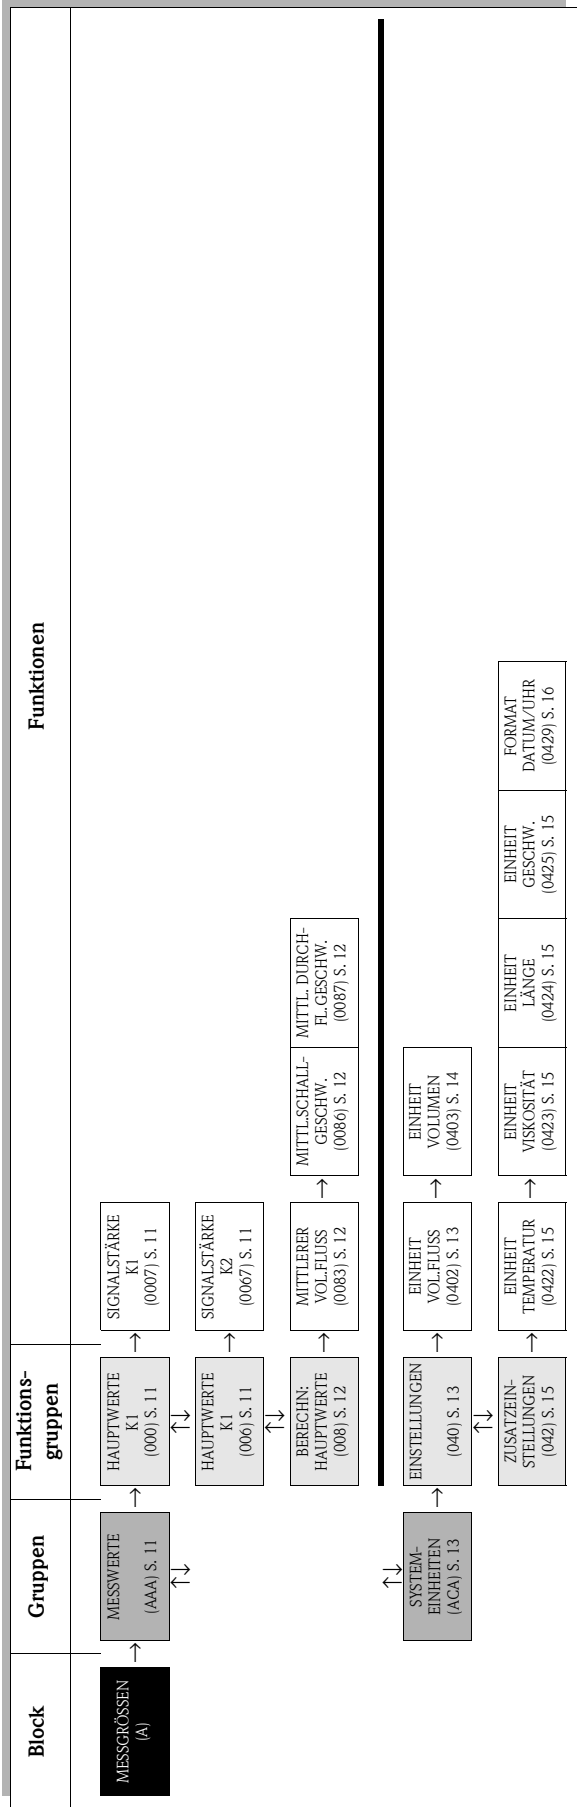 Block
Gruppen
Funktions-
gruppen
Funktionen
MESSGRÖSSEN
(A)
MESSWERTE
(AAA) S. 11
HAUPTWERTE
K1
(000) S. 11
SIGNALSTÄRKE
K1
(0007) S. 11
HAUPTWERTE
K1
(006) S. 11
SIGNALSTÄRKE
K2
(0067) S. 11
BERECHN:
HAUPTWERTE
(008) S. 12
MITTLERER
VOL.FLUSS
(0083) S. 12
MITTL.SCHALL-
GESCHW.
(0086) S. 12
MITTL. DURCH-
FL.GESCHW.
(0087) S. 12
SYSTEM-
EINHEITEN
(ACA) S. 13
EINSTELLUNGEN
(040) S. 13
EINHEIT
VOL.FLUSS
(0402) S. 13
EINHEIT
VOLUMEN
(0403) S. 14
ZUSATZEIN-
STELLUNGEN
(042) S. 15
EINHEIT
TEMPERATUR
(0422) S. 15
EINHEIT
VISKOSITÄT
(0423) S. 15
EINHEIT
LÄNGE
(0424) S. 15
EINHEIT
GESCHW.
(0425) S. 15
FORMAT
DATUM/UHR
(0429) S. 16